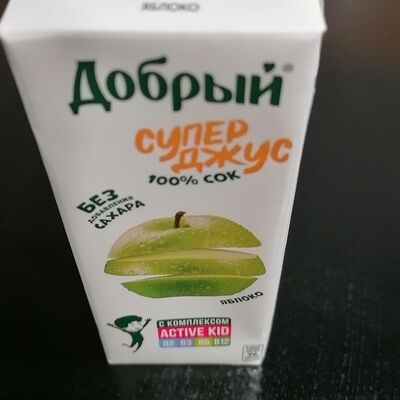 ЯБЛОКО
Добрый®
СУПЕР
ДЖУС
100% СОК
БЕЗ
ДОБАВЛЕНИЯ
САХАРА
ЯБЛОКО
С КОМПЛЕКСОМ
ACTIVE KID
B2 B3 B6 B12